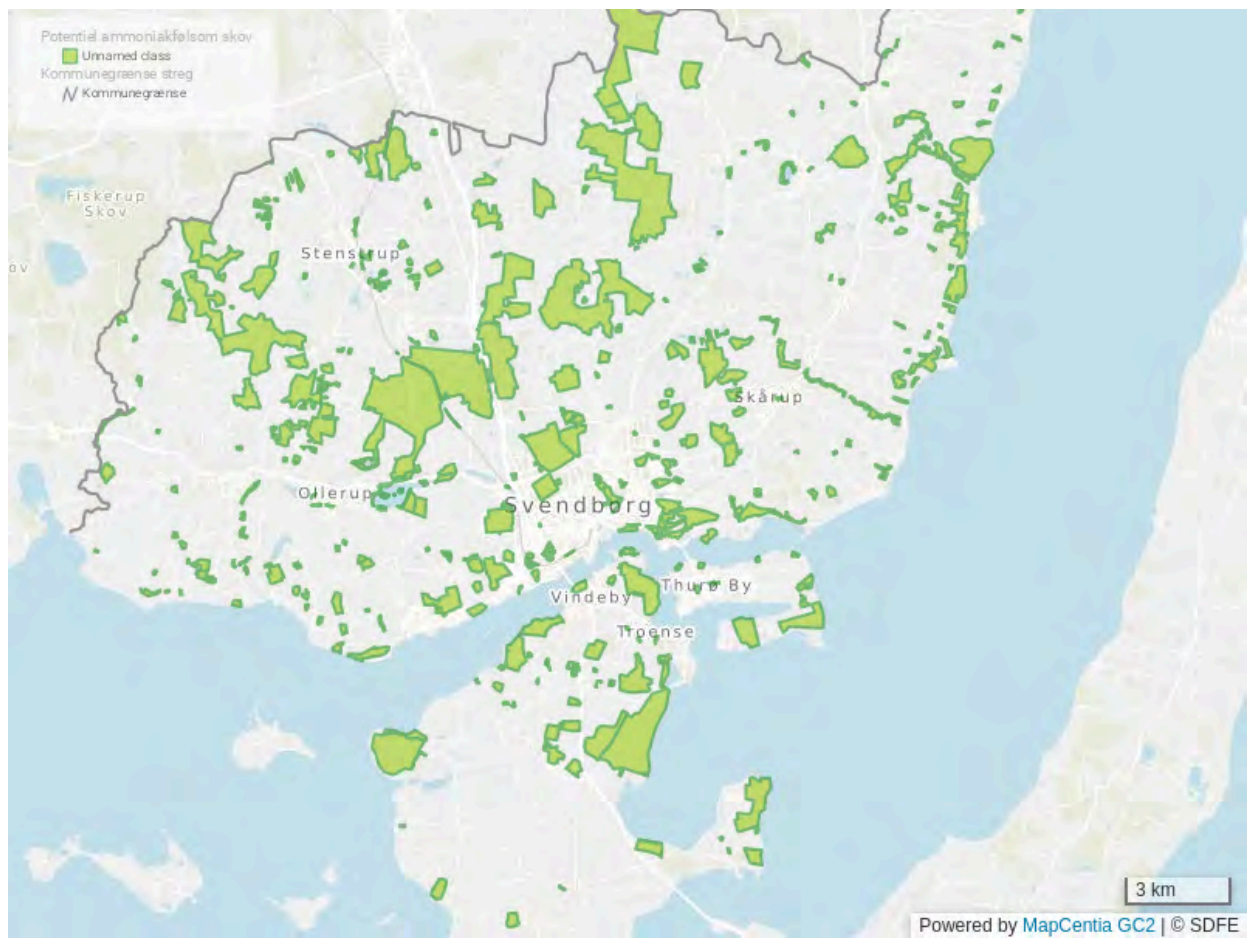 Potentiel ammoniakfølsom skov
Unnamed class
Kommunegrænse streg
Kommunegrænse
Fiskerup
Skov
ov
Stenstrup
Skårup
Ollerup
Svendborg
Thurø By
Vindeby
Troense
3 km
Powered by MapCentia GC2 | © SDFE